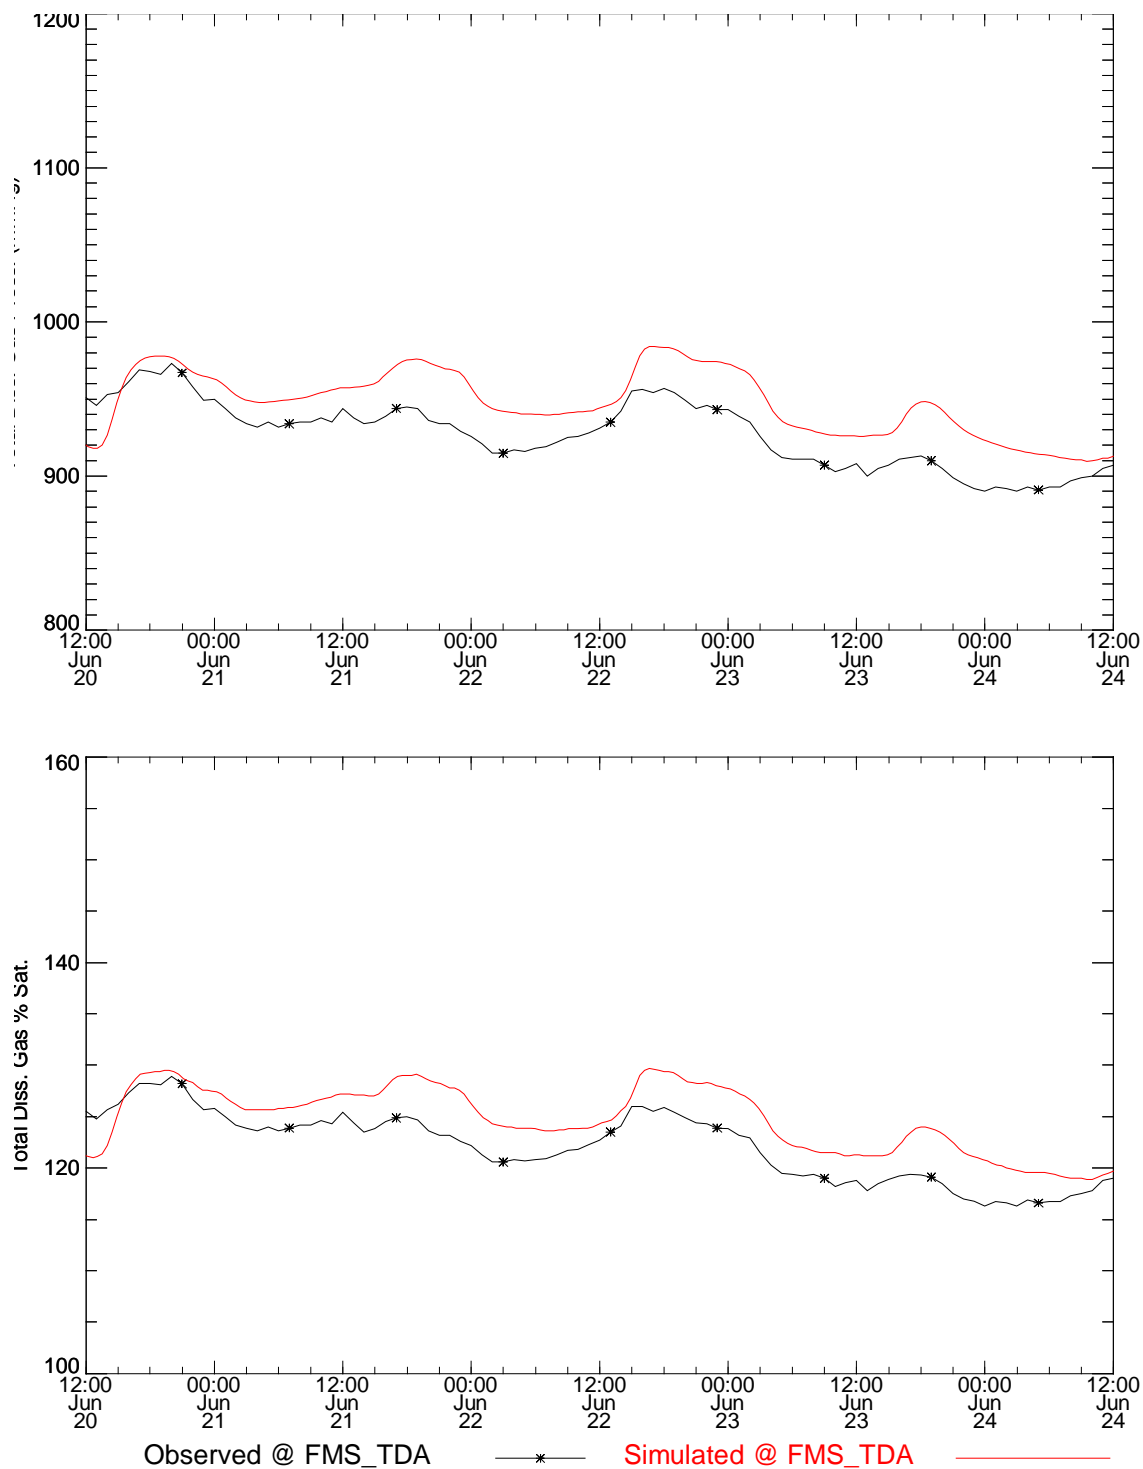 1200
1100
1000
900
800
12:00 00:00 12:00 00:00 12:00 00:00 12:00 00:00 12:00
Jun Jun Jun Jun Jun Jun Jun Jun Jun
20 21 21 22 22 23 23 24 24
160
140
120
100
Total Diss. Gas % Sat.
12:00 00:00 12:00 00:00 12:00 00:00 12:00 00:00 12:00
Jun Jun Jun Jun Jun Jun Jun Jun Jun
20 21 21 22 22 23 23 24 24
Observed @ FMS_TDA Simulated @ FMS_TDA